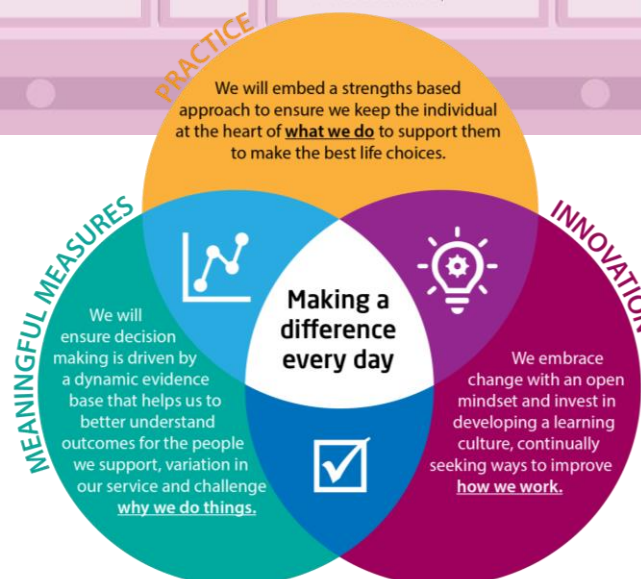 PRACTICE
We will embed a strengths based
approach to ensure we keep the individual
at the heart of what we do to support them
to make the best life choices.
MEANINGFUL MEASURES
We will
ensure decision
making is driven by
a dynamic evidence
base that helps us to
better understand
outcomes for the people
we support, variation in
our service and challenge
why we do things.
Making a
difference
every day
INNOVATION
We embrace
change with an open
mindset and invest in
developing a learning
culture, continually
seeking ways to improve
how we work.